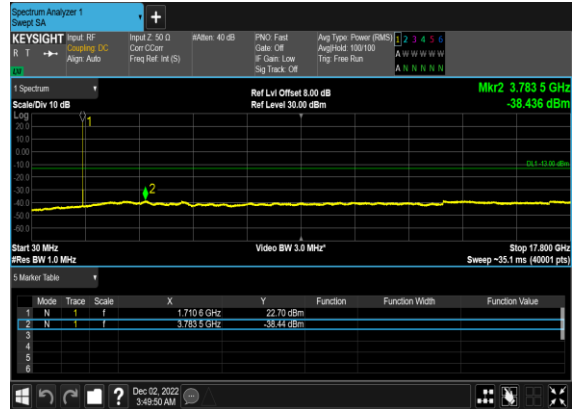 Spectrum Analyzer 1
Swept SA
+
KEYSIGHT Input: RF Input Z: 50 Ω #Atten: 40 dB PNO: Fast Avg Type: Power (RMS) 1 2 3 4 5 6
R T Coupling: DC Corr CCorr Gate: Off Avg|Hold: 100/100 A W W W W W
Align: Auto Freq Ref: Int (S) IF Gain: Low Trig: Free Run
Sig Track: Off A N N N N N
1 Spectrum Ref Lvl Offset 8.00 dB Mkr2 3.783 5 GHz
Scale/Div 10 dB Ref Level 30.00 dBm -38.436 dBm
Log
1
20.0
10.0
0.00
-10.0
DL1 -13.00 dBm
-20.0
-30.0
2
-40.0
-50.0
-60.0
Start 30 MHz Video BW 3.0 MHz* Stop 17.800 GHz
#Res BW 1.0 MHz Sweep ~35.1 ms (40001 pts)
5 Marker Table
Mode Trace Scale X Y Function Function Width Function Value
1 N 1 f 1.710 6 GHz 22.70 dBm
2 N 1 f 3.783 5 GHz -38.44 dBm
3
4
5
6
? Dec 02, 2022
3:49:50 AM